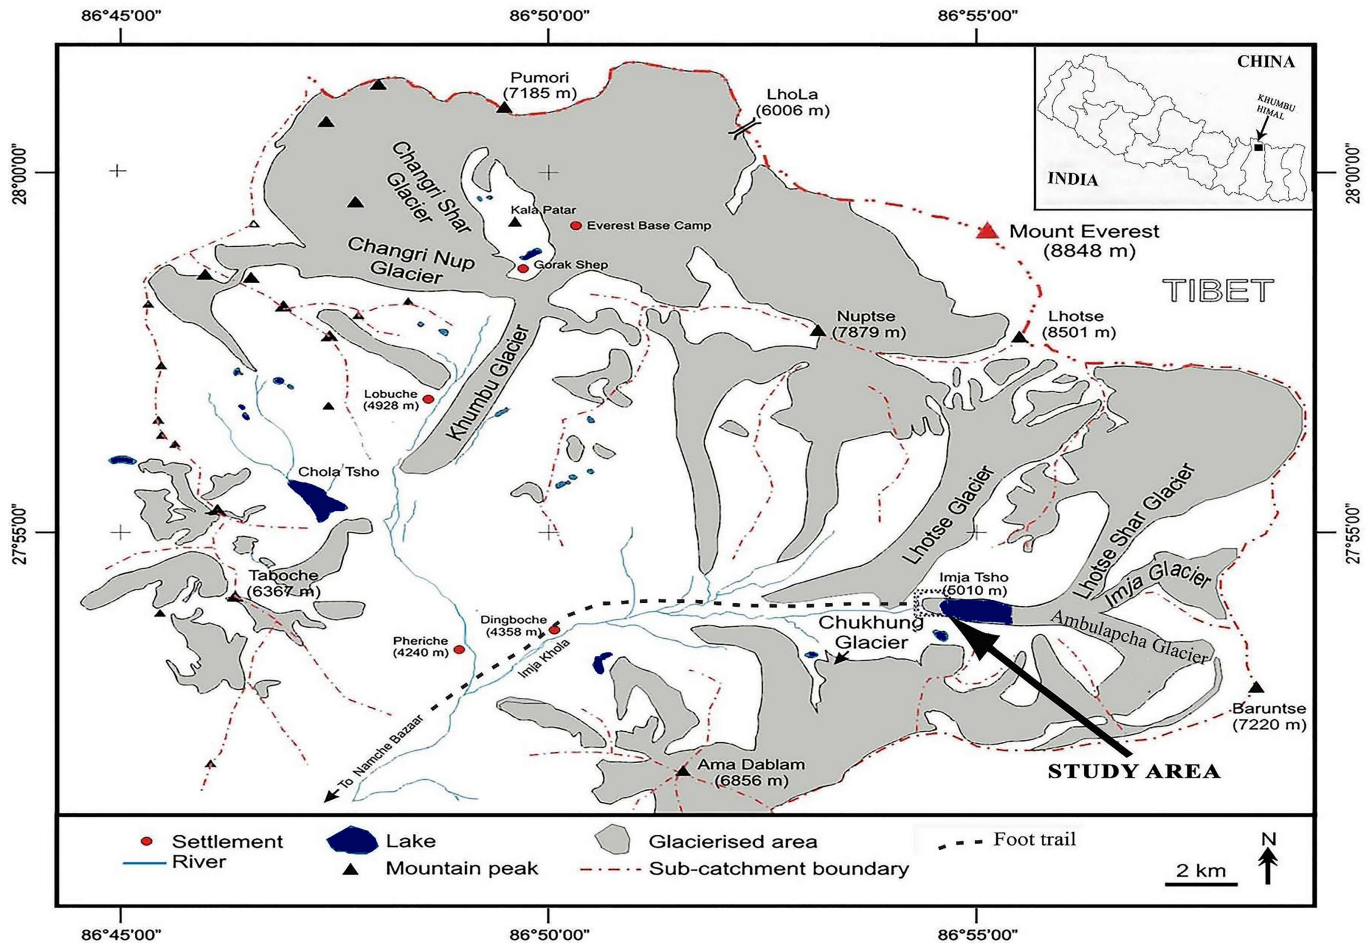 86°45'00"
86°50'00"
86°55'00"
CHINA
KHUMBU
HIMAL
INDIA
28°00'00"
28°00'00"
Pumori
(7185 m)
LhoLa
(6006 m)
Changri Shar
Glacier
Kala Patar
Everest Base Camp
Mount Everest
(8848 m)
Changri Nup
Glacier
Gorak Shep
TIBET
Nuptse
(7879 m)
Lhotse
(8501 m)
Khumbu Glacier
Lobuche
(4928 m)
Chola Tsho
Lhotse Glacier
Lhotse Shar Glacier
27°55'00"
27°55'00"
Taboche
(6367 m)
Imja Tsho
(5010 m)
Imja Glacier
Dingboche
(4358 m)
Chukhung
Glacier
Ambulapcha Glacier
Pheriche
(4240 m)
Imja Khola
Baruntse
(7220 m)
To Namche Bazaar
Ama Dablam
(6856 m)
STUDY AREA
Settlement
Lake
Glacierised area
Foot trail
N
River
Mountain peak
Sub-catchment boundary
2 km
86°45'00"
86°50'00"
86°55'00"